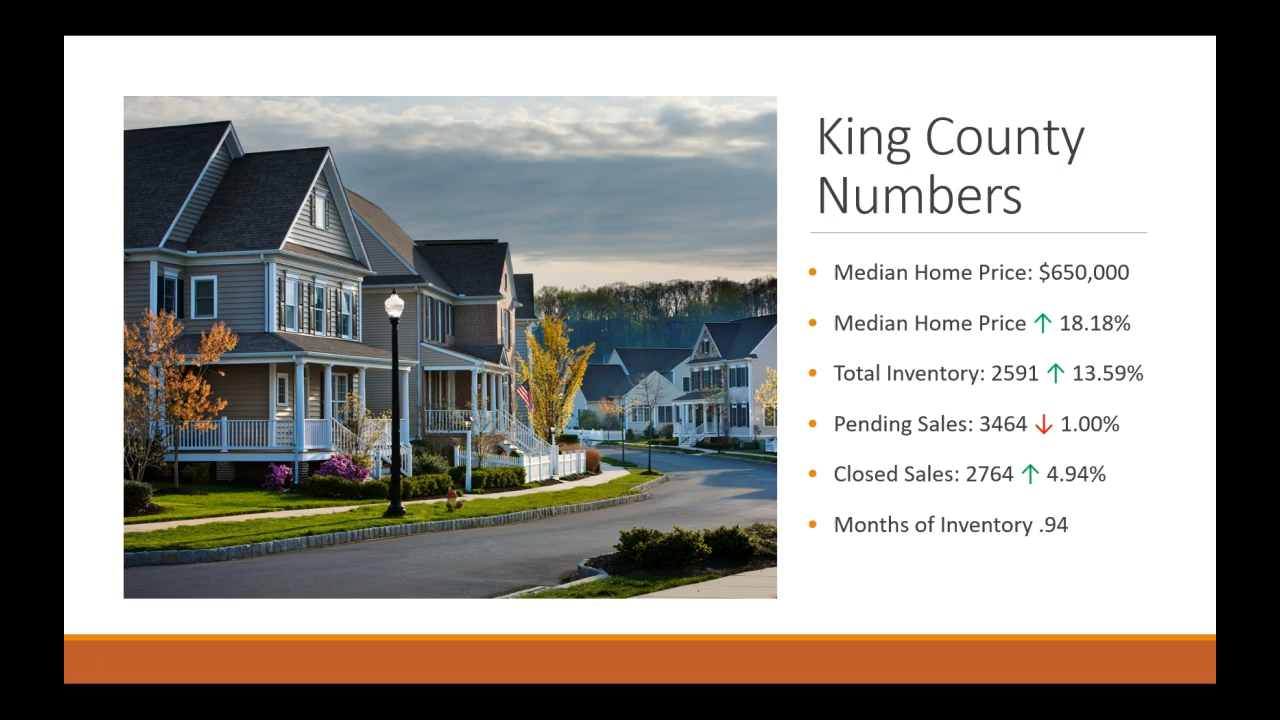 King County
Numbers
Median Home Price: $650,000
Median Home Price ↑ 18.18%
Total Inventory: 2591 ↑ 13.59%
Pending Sales: 3464 ↓ 1.00%
Closed Sales: 2764 ↑ 4.94%
Months of Inventory .94